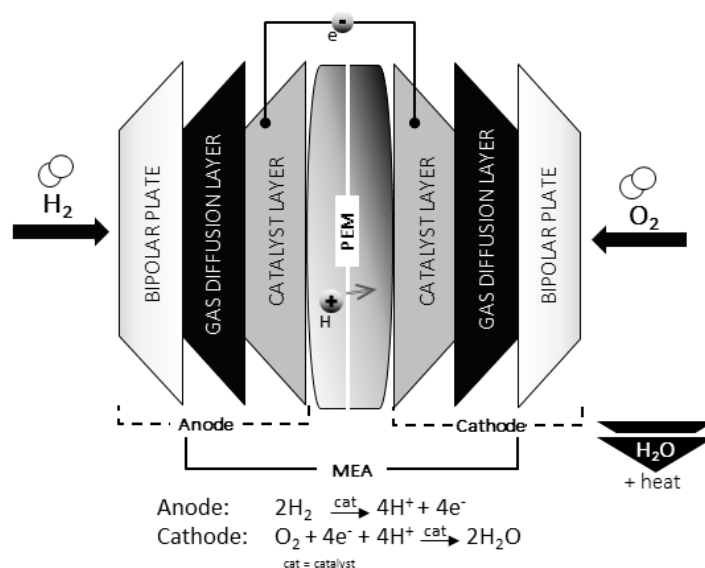 e
-
H₂
O₂
BIPOLAR PLATE
GAS DIFFUSION LAYER
CATALYST LAYER
PEM
CATALYST LAYER
GAS DIFFUSION LAYER
BIPOLAR PLATE
+
H
Anode
Cathode
MEA
H₂O
+ heat
Anode: 2H₂ cat→ 4H⁺ + 4e⁻
Cathode: O₂ + 4e⁻ + 4H⁺ cat→ 2H₂O
cat = catalyst